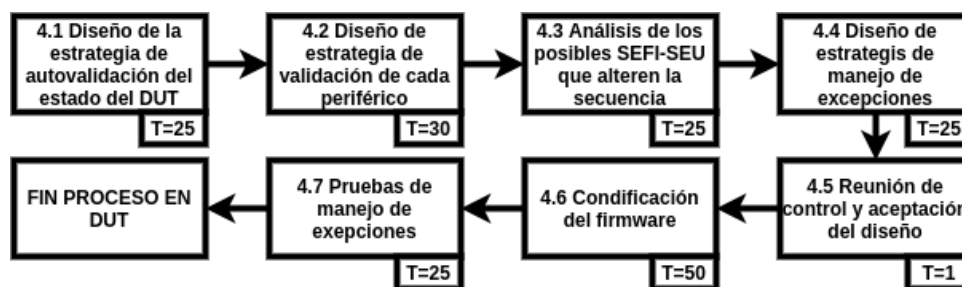 4.1 Diseño de la
estrategia de
autovalidación del
estado del DUT
T=25
4.2 Diseño de
estrategia de
validación de cada
periférico
T=30
4.3 Análisis de los
posibles SEFI-SEU
que alteren la
secuencia
T=25
4.4 Diseño de
estrategis de
manejo de
excepciones
T=25
4.5 Reunión de
control y aceptación
del diseño
T=1
4.6 Condificación
del firmware
T=50
4.7 Pruebas de
manejo de
exepciones
T=25
FIN PROCESO EN
DUT